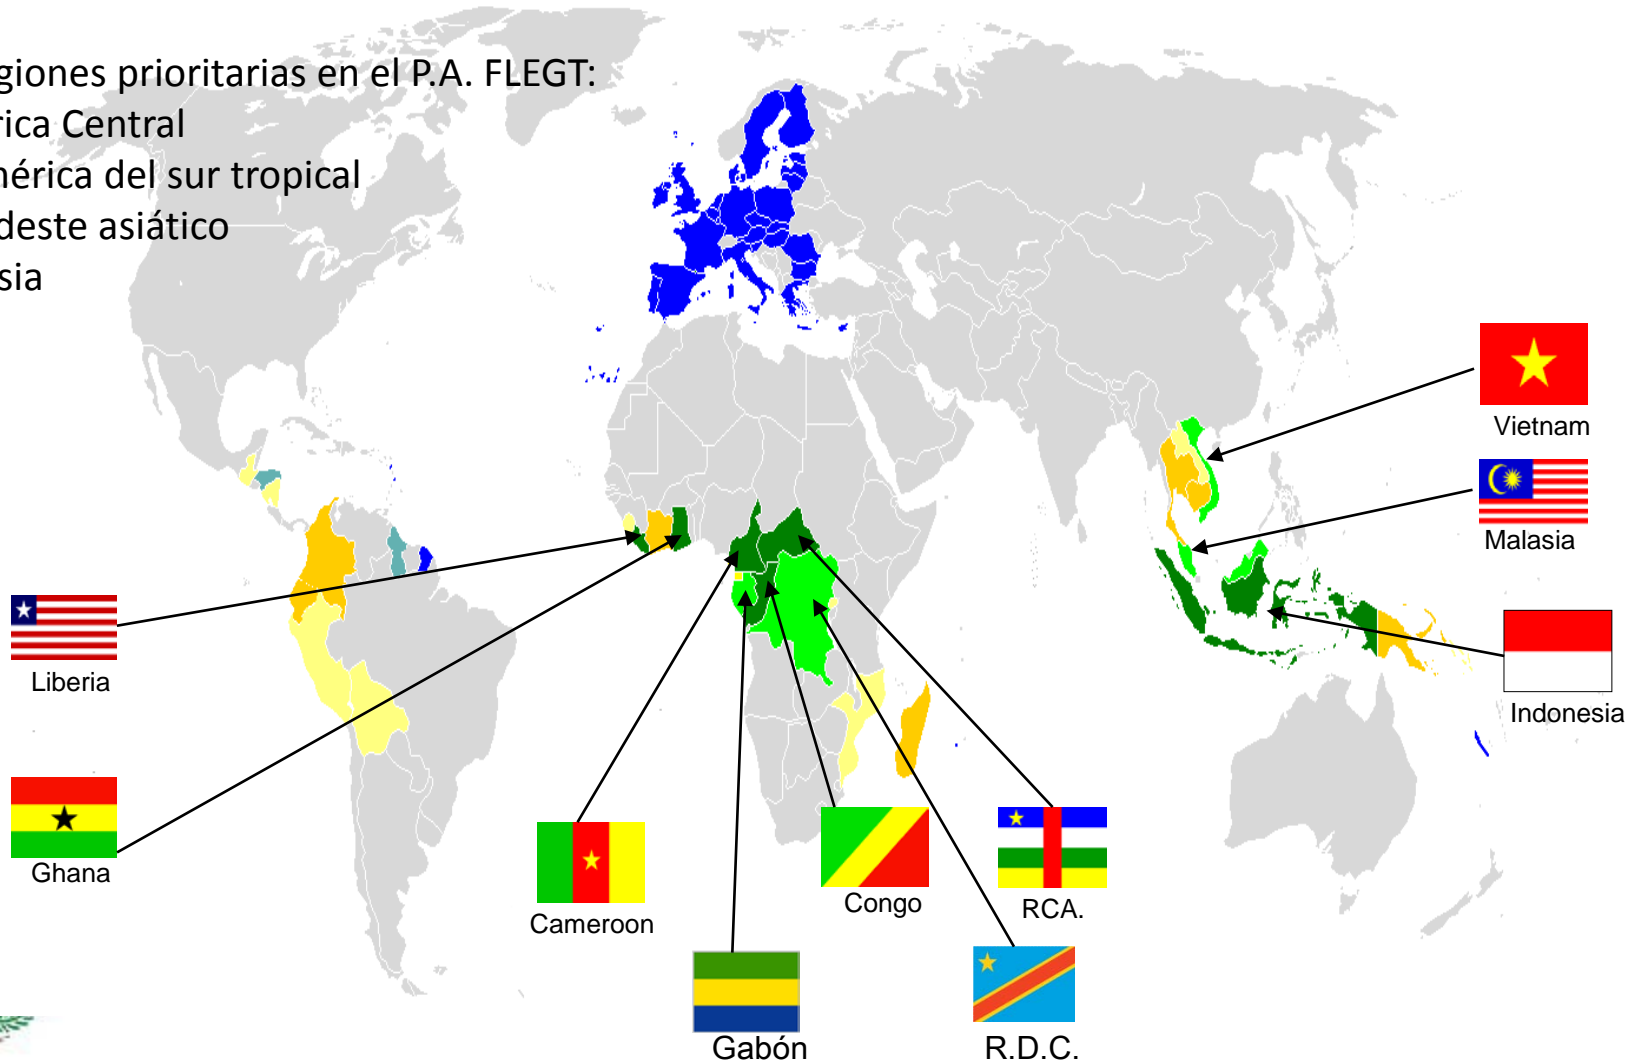 giones prioritarias en el P.A. FLEGT:
rica Central
nérica del sur tropical
deste asiático
sia
Vietnam
Malasia
Liberia
Indonesia
Ghana
Cameroon
Congo
RCA.
Gabón
R.D.C.